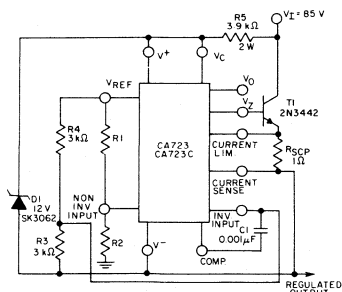 R5
3.9 kΩ
2 W
VI = 85 V
V+
VC
VREF
VO
VZ
T1
2N3442
R4
3 kΩ
R1
CA723
CA723C
CURRENT
LIM
RSCP
1Ω
CURRENT
SENSE
D1
12 V
SK3062
NON
INV
INPUT
INV
INPUT
C1
0.001µF
R3
3 kΩ
R2
V-
COMP.
REGULATED
OUTPUT